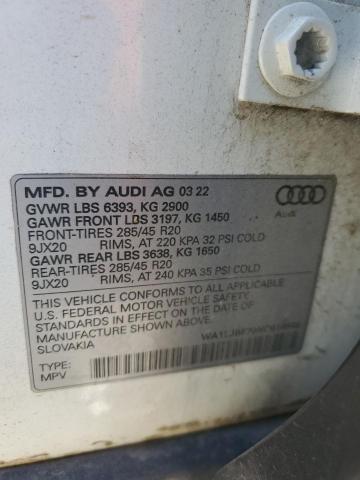 MFD. BY AUDI AG 03 22
GVWR LBS 6393, KG 2900
GAWR FRONT LBS 3197, KG 1450
FRONT-TIRES 285/45 R20
9JX20 RIMS, AT 220 KPA 32 PSI COLD
GAWR REAR LBS 3638, KG 1650
REAR-TIRES 285/45 R20
9JX20 RIMS, AT 240 KPA 35 PSI COLD
THIS VEHICLE CONFORMS TO ALL APPLICABLE
U.S. FEDERAL MOTOR VEHICLE SAFETY
STANDARDS IN EFFECT ON THE DATE OF
MANUFACTURE SHOWN ABOVE
SLOVAKIA
TYPE:
MPV
Audi